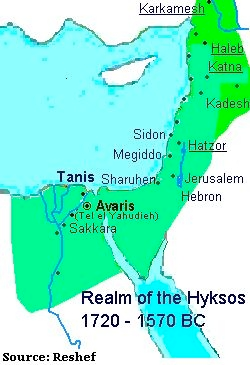 Karkamesh
Haleb
Katna
Kadesh
Sidon
Hatzor
Megiddo
Tanis
Sharuhen
Jerusalem
Avaris
Hebron
(Tel el Yahudieh)
Sakkara
Realm of the Hyksos
1720 - 1570 BC
Source: Reshef